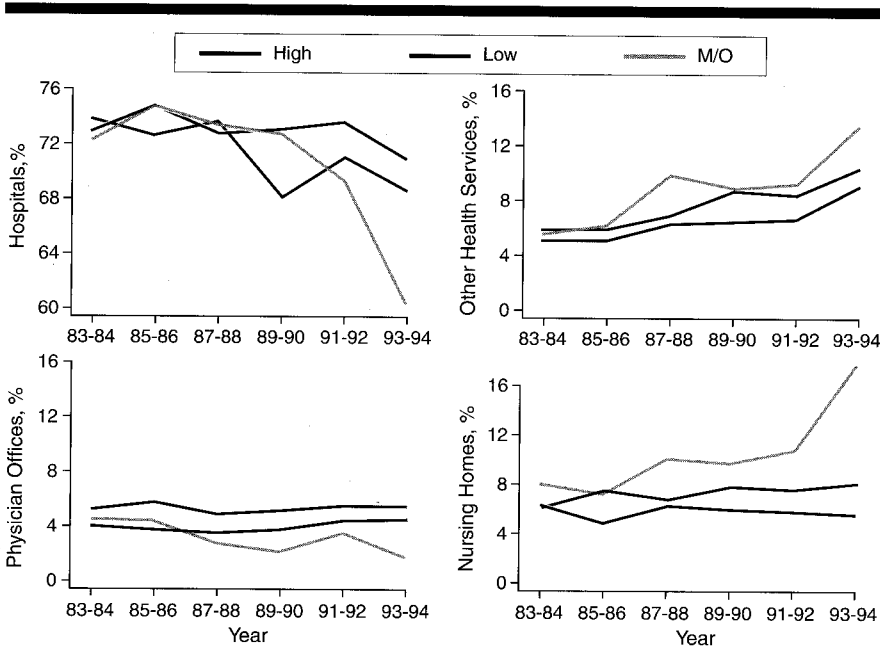 High Low M/O
76
72
68
64
60
Hospitals,%
83-84 85-86 87-88 89-90 91-92 93-94
16
12
8
4
0
Other Health Services, %
83-84 85-86 87-88 89-90 91-92 93-94
16
12
8
4
0
Physician Offices, %
83-84 85-86 87-88 89-90 91-92 93-94
Year
16
12
8
4
0
Nursing Homes, %
83-84 85-86 87-88 89-90 91-92 93-94
Year